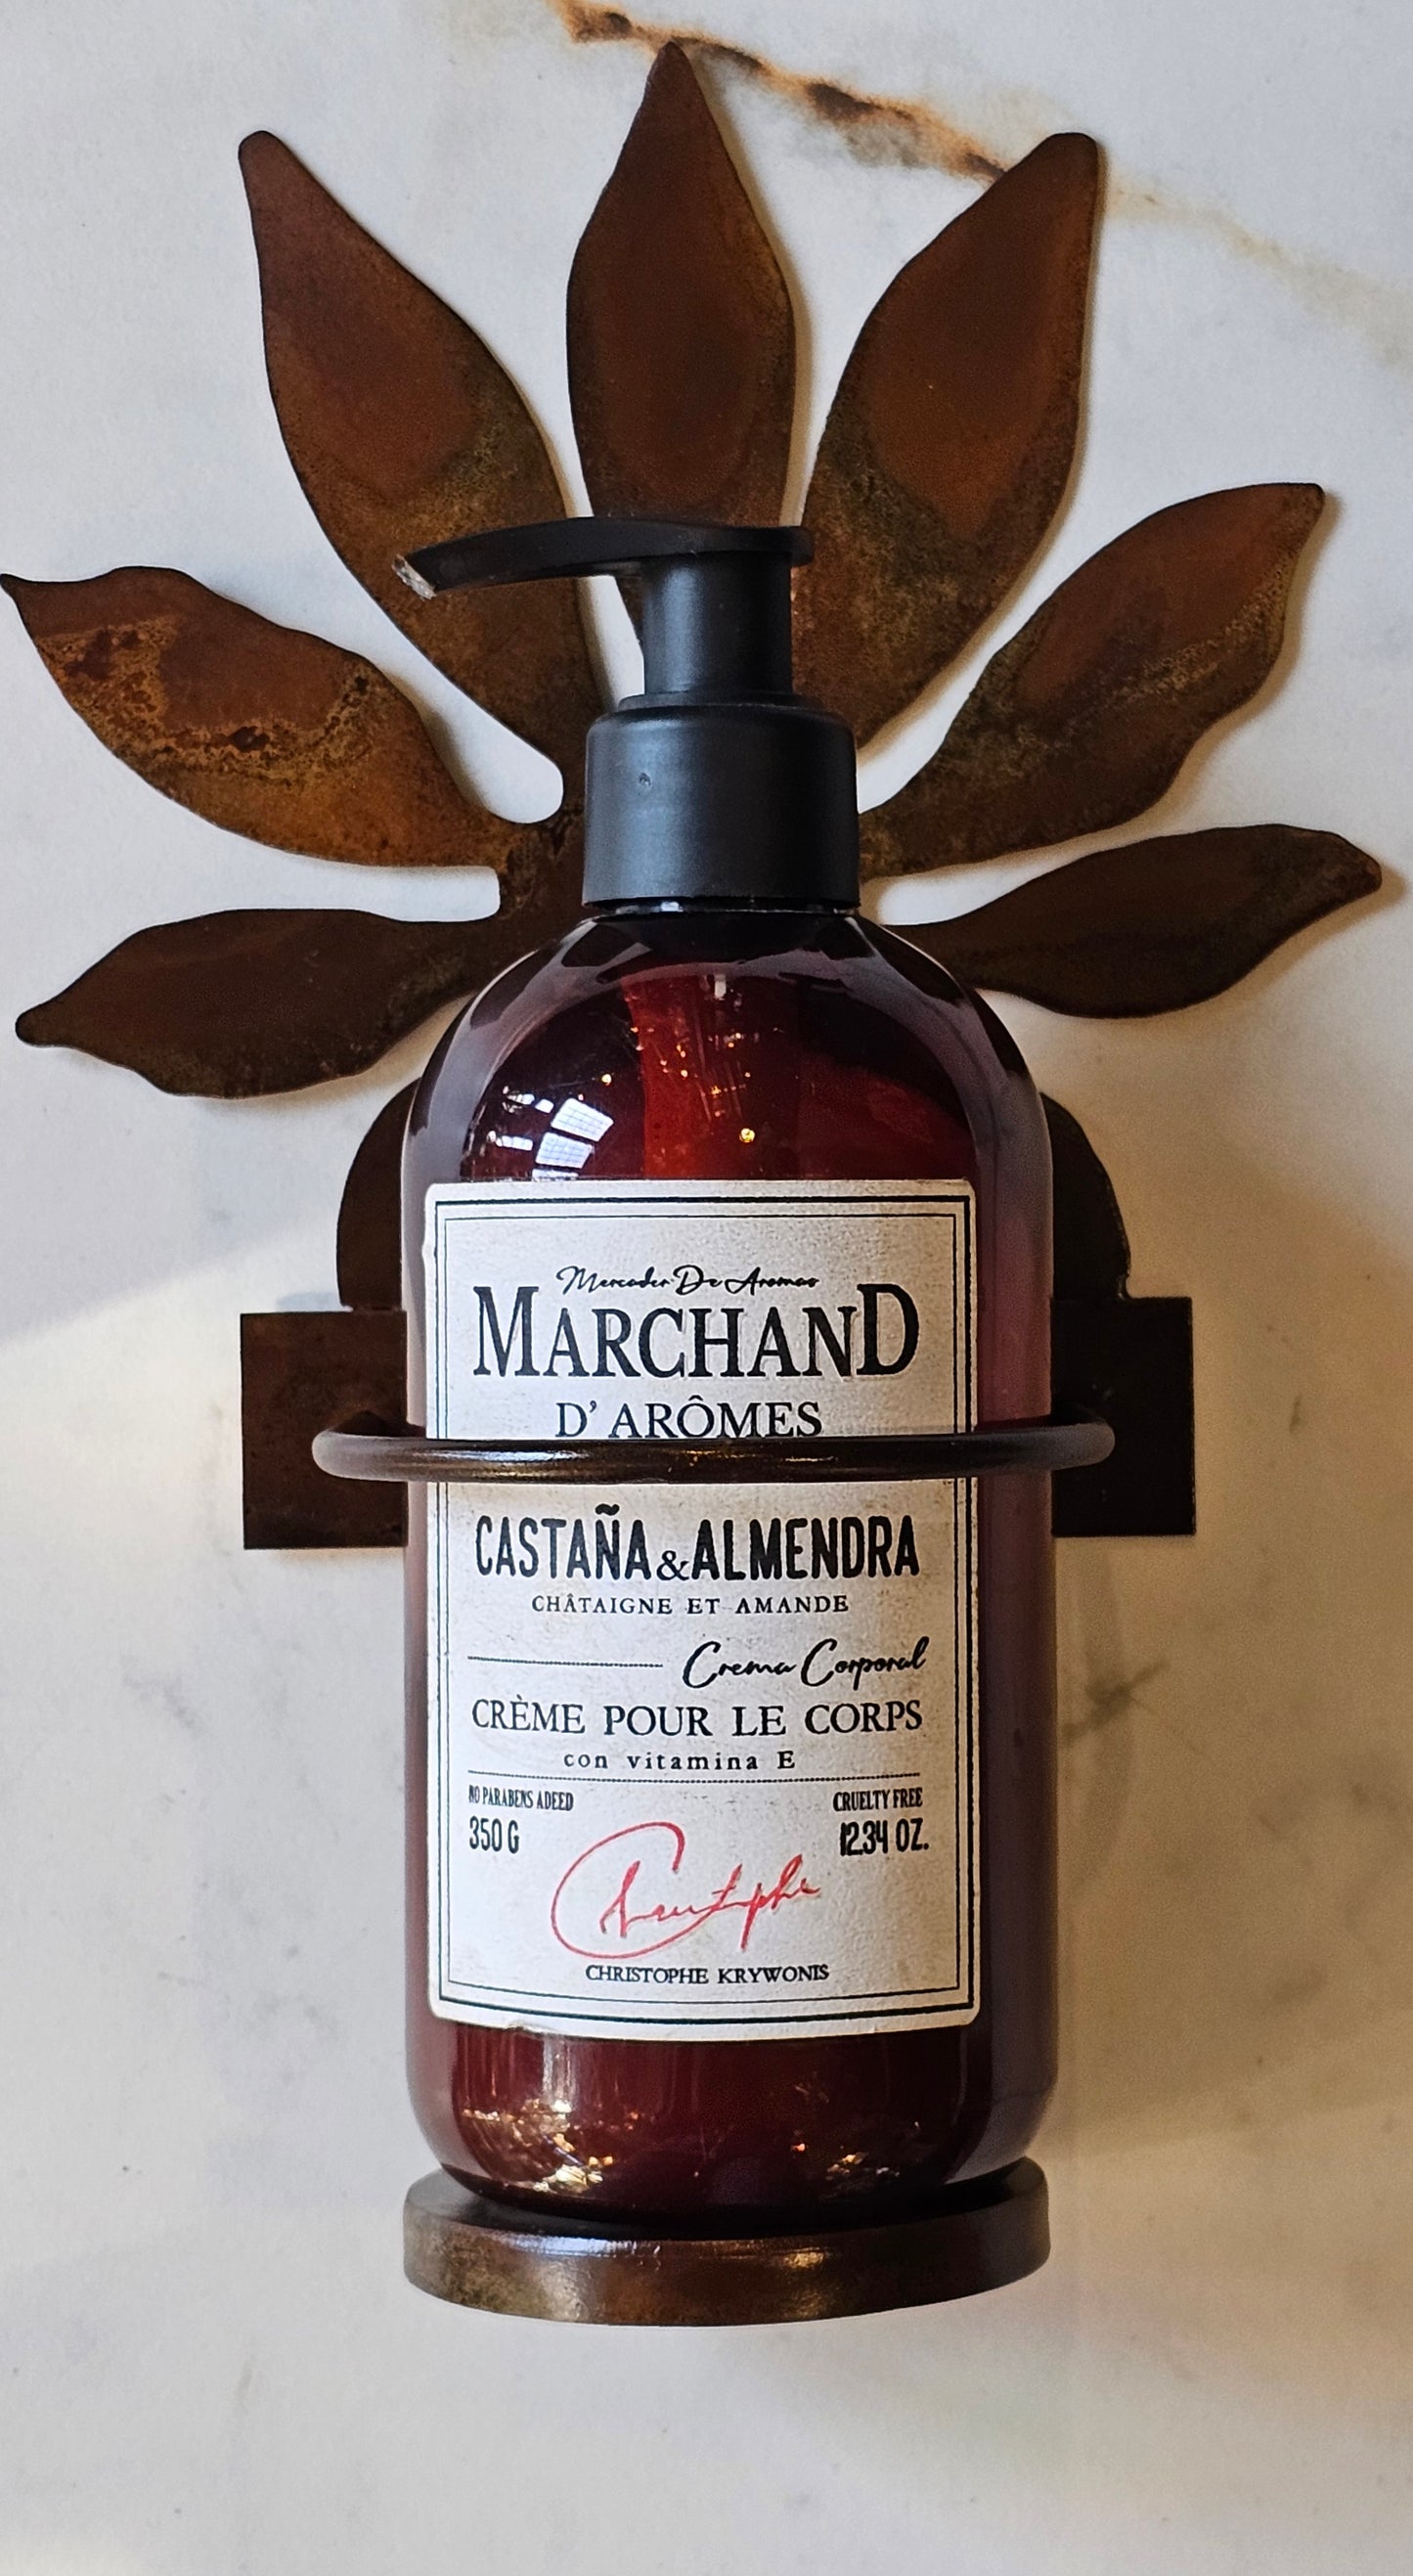 Mercader De Aromas
MARCHAND
D' ARÔMES
CASTAÑA & ALMENDRA
CHÂTAIGNE ET AMANDE
Crema Corporal
CRÈME POUR LE CORPS
con vitamina E
NO PARABENS ADEED CRUELTY FREE
350 G 12.34 OZ.
Christophe
CHRISTOPHE KRYWONIS